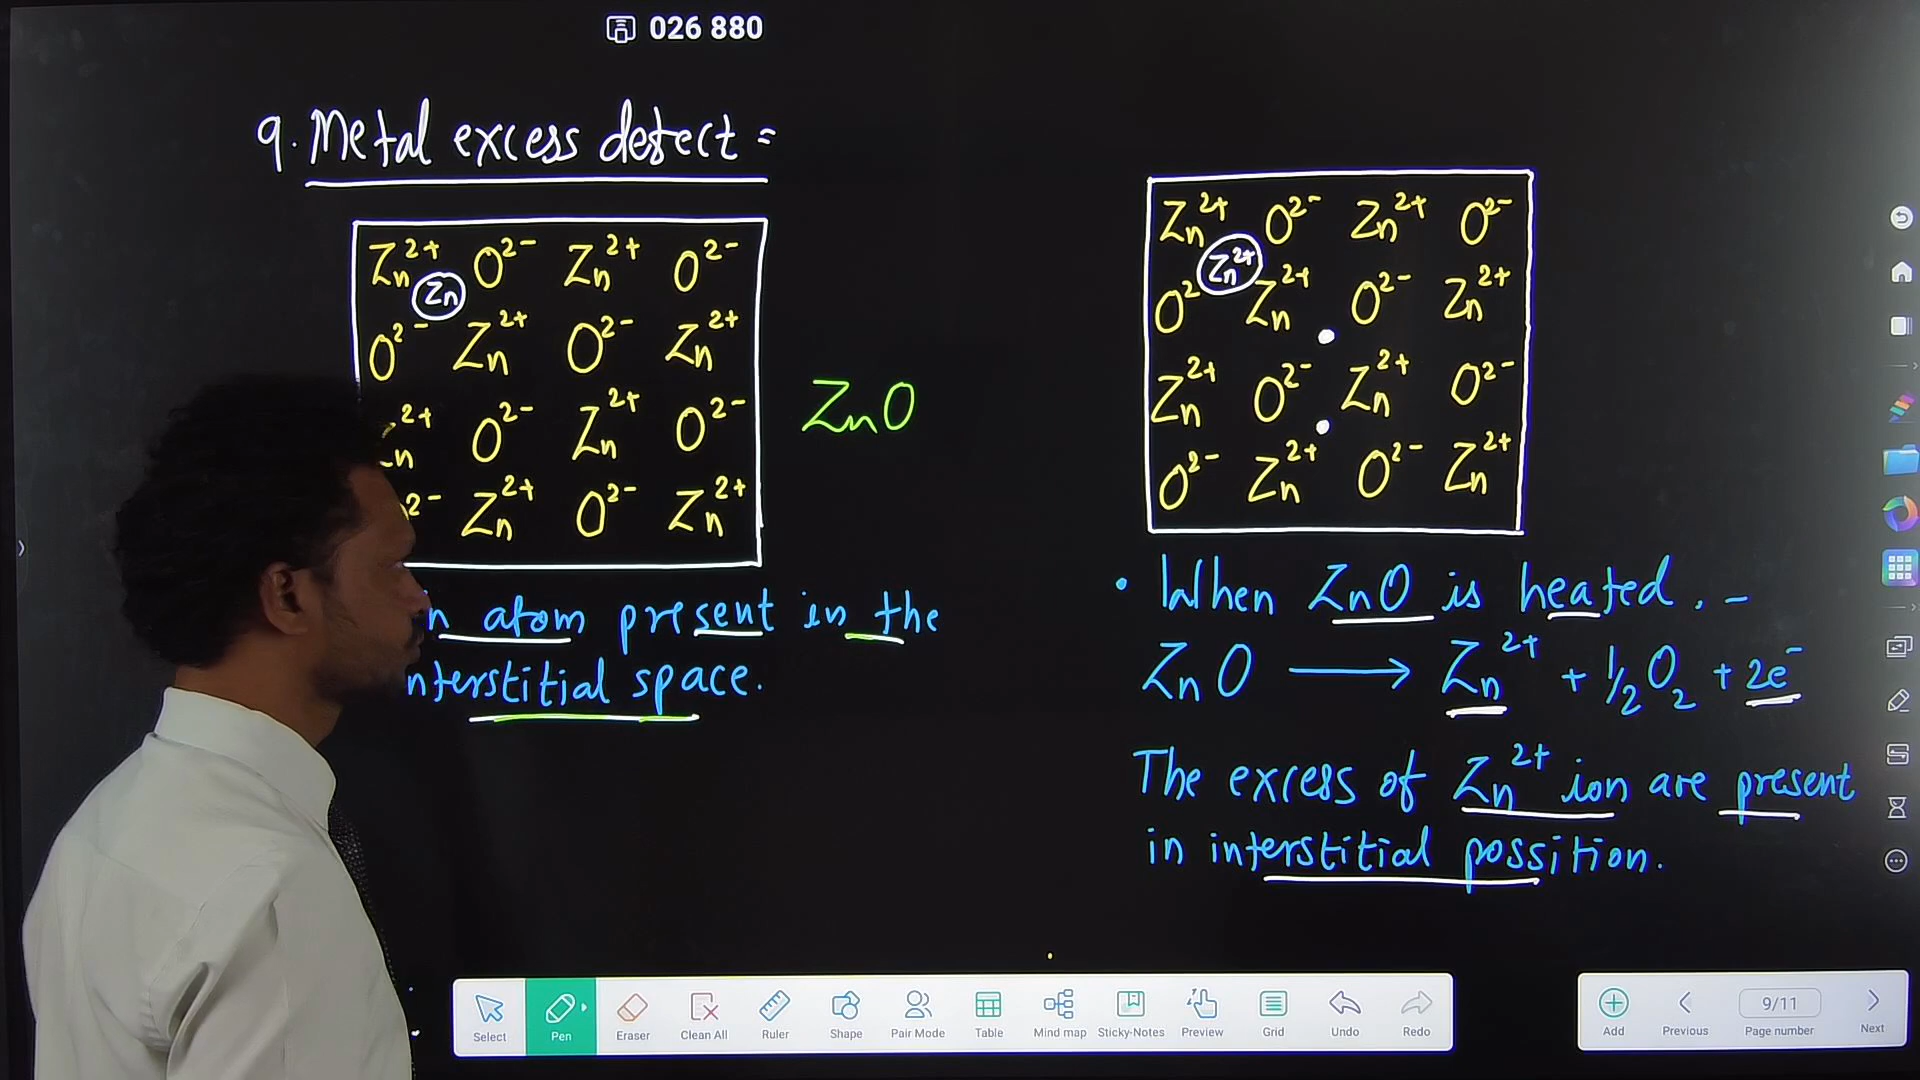 026 880
9. Metal excess defect =
Zn²⁺ O²⁻ Zn²⁺ O²⁻
Zn
O²⁻ Zn²⁺ O²⁻ Zn²⁺
n²⁺ O²⁻ Zn²⁺ O²⁻
²⁻ Zn²⁺ O²⁻ Zn²⁺
n atom present in the
nterstitial space.
ZnO
Zn²⁺ O²⁻ Zn²⁺ O²⁻
Zn²⁺
O² Zn²⁺ O²⁻ Zn²⁺
Zn²⁺ O²⁻ Zn²⁺ O²⁻
O²⁻ Zn²⁺ O²⁻ Zn²⁺
• When ZnO is heated. -
ZnO ⟶ Zn²⁺ + ½O₂ + 2e⁻
The excess of Zn²⁺ ion are present
in interstitial possition.
Select Pen Eraser Clean All Ruler Shape Pair Mode Table Mind map Sticky-Notes Preview Grid Undo Redo
9/11
Add Previous Page number Next